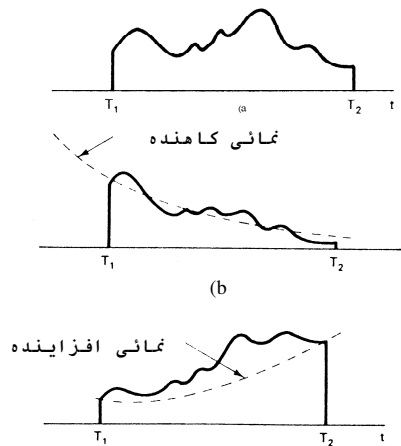 T1 (a T2 t
نمائی کاهنده
T1 T2
(b
نمائی افزاینده
T1 T2 t